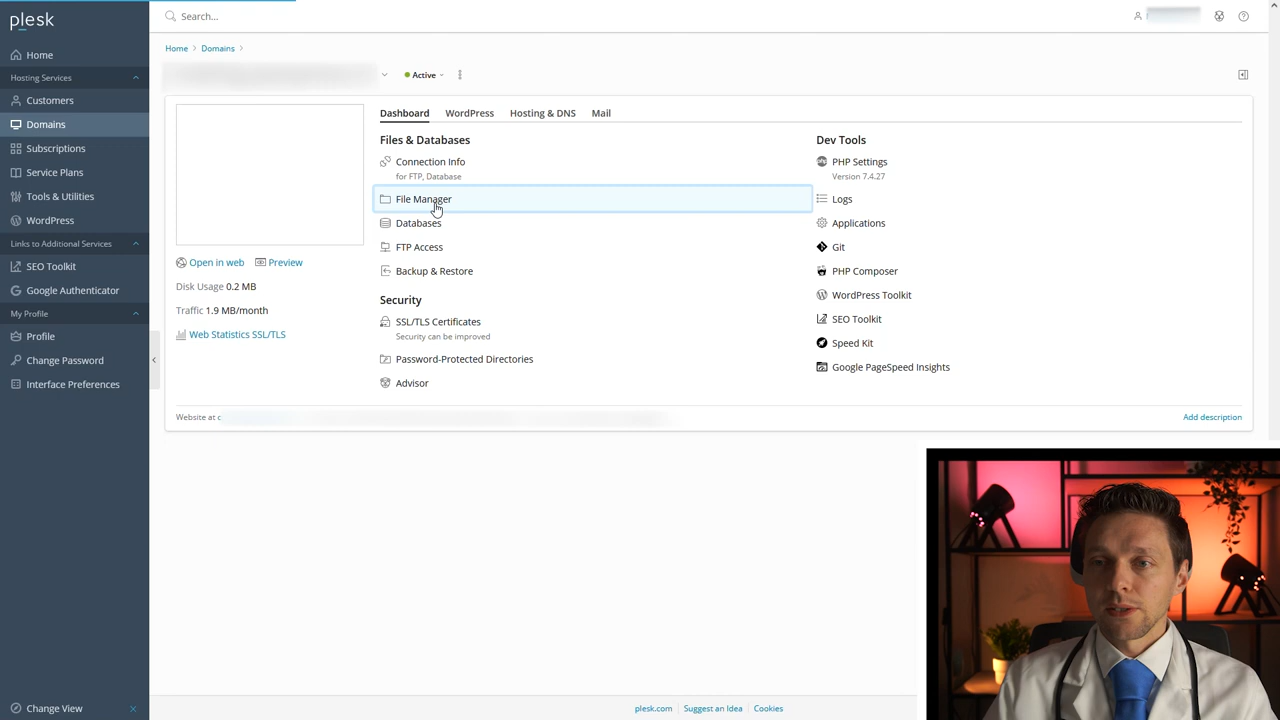 plesk
Search...
Home
Hosting Services
Customers
Domains
Subscriptions
Service Plans
Tools & Utilities
WordPress
Links to Additional Services
SEO Toolkit
Google Authenticator
My Profile
Profile
Change Password
Interface Preferences
Change View
Home
Domains
Active
Dashboard
WordPress
Hosting & DNS
Mail
Open in web
Preview
Disk Usage 0.2 MB
Traffic 1.9 MB/month
Web Statistics SSL/TLS
Files & Databases
Connection Info
for FTP, Database
File Manager
Databases
FTP Access
Backup & Restore
Security
SSL/TLS Certificates
Security can be improved
Password-Protected Directories
Advisor
Dev Tools
PHP Settings
Version 7.4.27
Logs
Applications
Git
PHP Composer
WordPress Toolkit
SEO Toolkit
Speed Kit
Google PageSpeed Insights
Website at
Add description
plesk.com
Suggest an Idea
Cookies